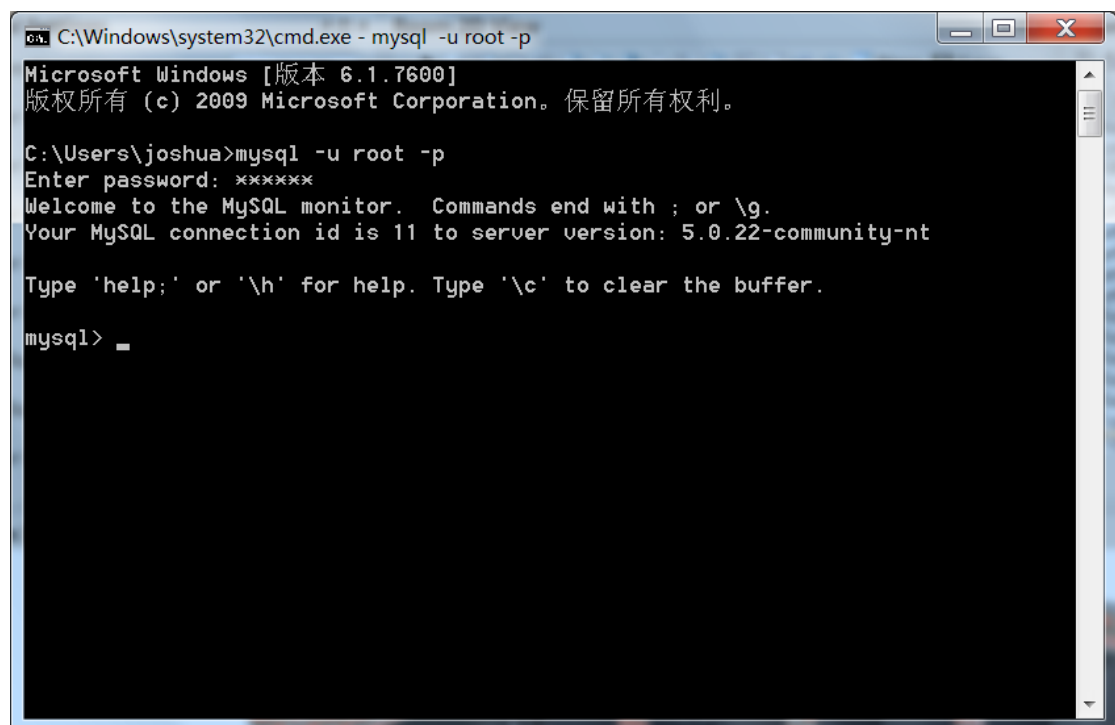 C:\Windows\system32\cmd.exe - mysql  -u root -p
Microsoft Windows [版本 6.1.7600]
版权所有 (c) 2009 Microsoft Corporation。保留所有权利。
C:\Users\joshua>mysql -u root -p
Enter password: ******
Welcome to the MySQL monitor.  Commands end with ; or \g.
Your MySQL connection id is 11 to server version: 5.0.22-community-nt
Type 'help;' or '\h' for help. Type '\c' to clear the buffer.
mysql> _